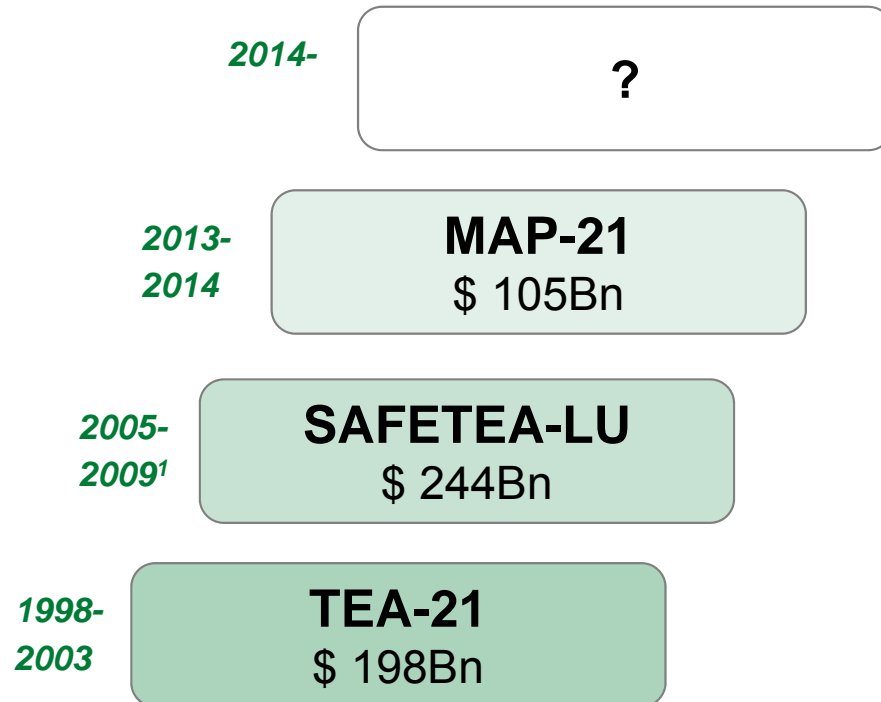 2014-
?
2013-
2014
MAP-21
$ 105Bn
2005-
2009¹
SAFETEA-LU
$ 244Bn
1998-
2003
TEA-21
$ 198Bn